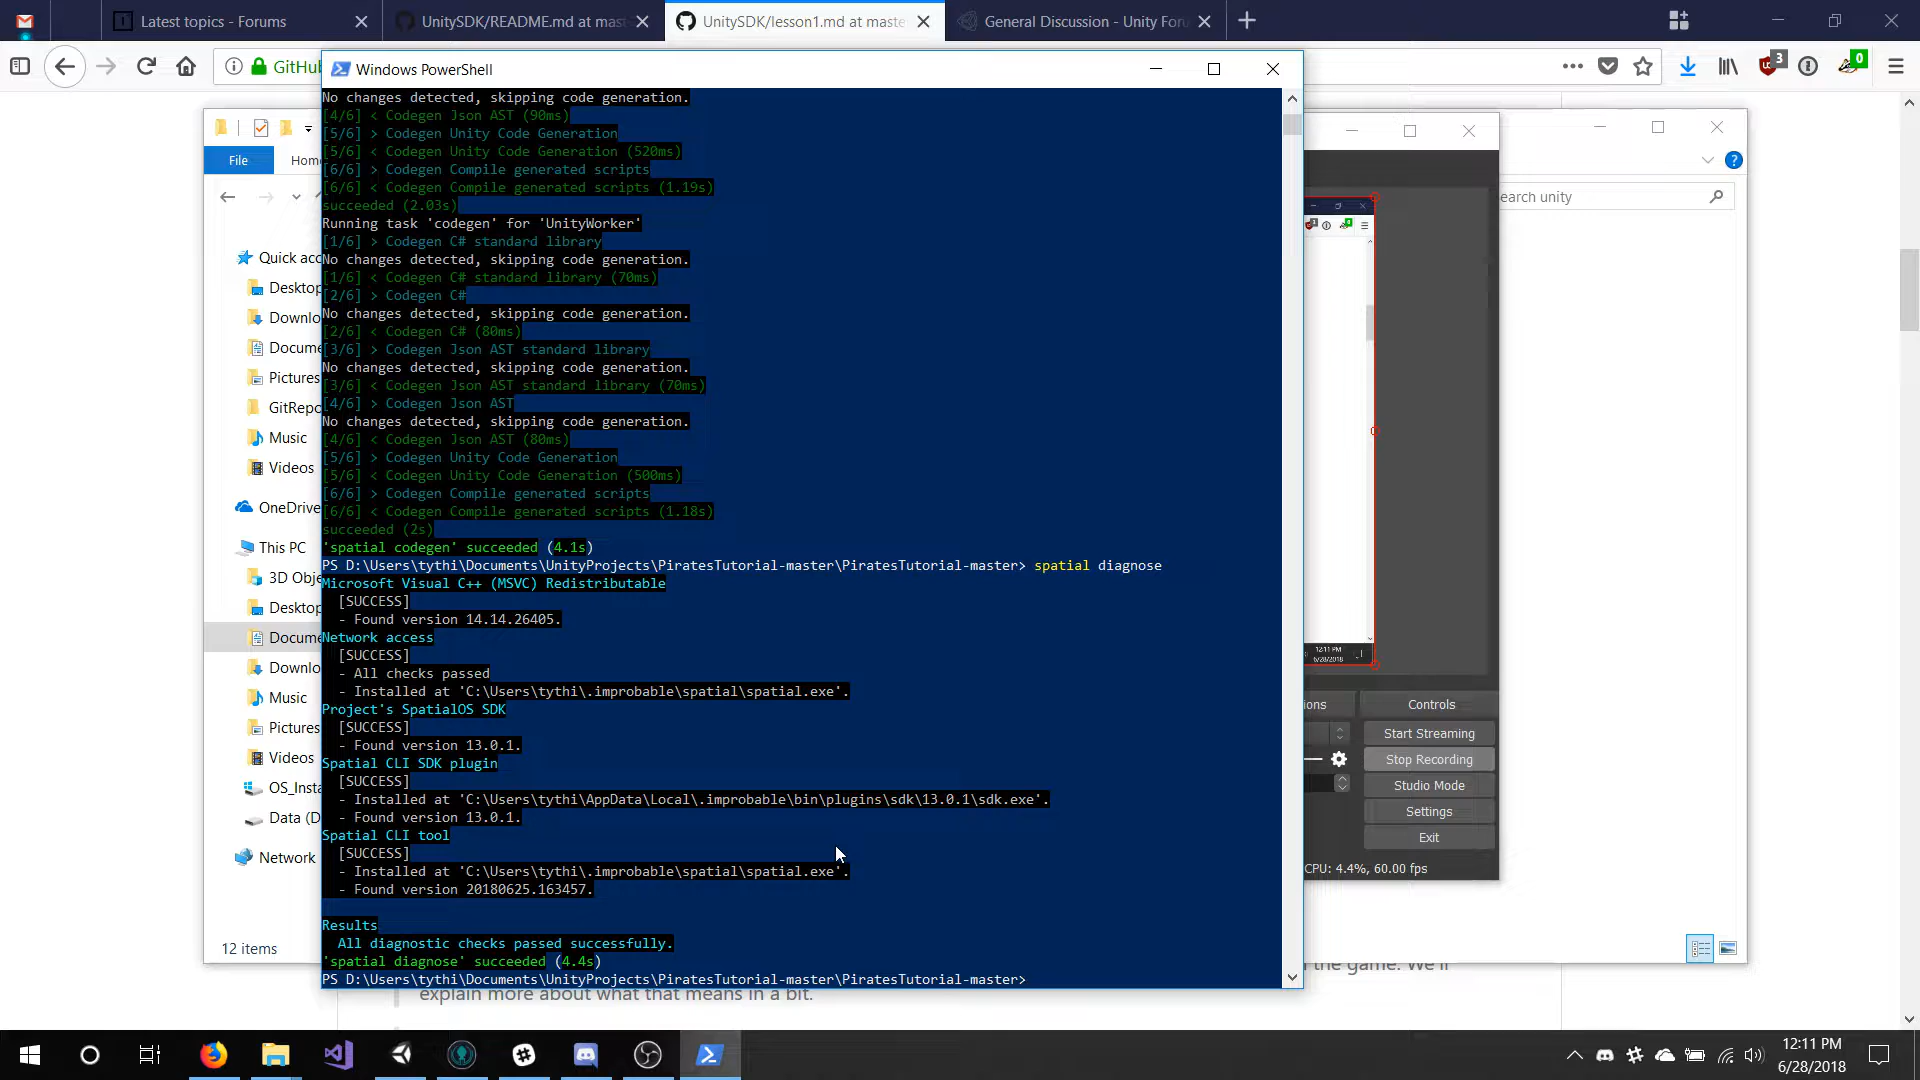 Latest topics - Forums
UnitySDK/README.md at mas
UnitySDK/lesson1.md at maste
General Discussion - Unity For
GitHu
3
0
Windows PowerShell
File
Hom
Quick acc
Desktop
Downlo
Docume
Pictures
GitRepo
Music
Videos
OneDrive
This PC
3D Obje
Desktop
Docume
Downlo
Music
Pictures
Videos
OS_Insta
Data (D
Network
12 items
No changes detected, skipping code generation.
[4/6] < Codegen Json AST (90ms)
[5/6] > Codegen Unity Code Generation
[5/6] < Codegen Unity Code Generation (520ms)
[6/6] > Codegen Compile generated scripts
[6/6] < Codegen Compile generated scripts (1.19s)
succeeded (2.03s)
Running task 'codegen' for 'UnityWorker'
[1/6] > Codegen C# standard library
No changes detected, skipping code generation.
[1/6] < Codegen C# standard library (70ms)
[2/6] > Codegen C#
No changes detected, skipping code generation.
[2/6] < Codegen C# (80ms)
[3/6] > Codegen Json AST standard library
No changes detected, skipping code generation.
[3/6] < Codegen Json AST standard library (70ms)
[4/6] > Codegen Json AST
No changes detected, skipping code generation.
[4/6] < Codegen Json AST (80ms)
[5/6] > Codegen Unity Code Generation
[5/6] < Codegen Unity Code Generation (500ms)
[6/6] > Codegen Compile generated scripts
[6/6] < Codegen Compile generated scripts (1.18s)
succeeded (2s)
'spatial codegen' succeeded (4.1s)
PS D:\Users\tythi\Documents\UnityProjects\PiratesTutorial-master\PiratesTutorial-master> spatial diagnose
Microsoft Visual C++ (MSVC) Redistributable
[SUCCESS]
- Found version 14.14.26405.
Network access
[SUCCESS]
- All checks passed
- Installed at 'C:\Users\tythi\.improbable\spatial\spatial.exe'.
Project's SpatialOS SDK
[SUCCESS]
- Found version 13.0.1.
Spatial CLI SDK plugin
[SUCCESS]
- Installed at 'C:\Users\tythi\AppData\Local\.improbable\bin\plugins\sdk\13.0.1\sdk.exe'.
- Found version 13.0.1.
Spatial CLI tool
[SUCCESS]
- Installed at 'C:\Users\tythi\.improbable\spatial\spatial.exe'.
- Found version 20180625.163457.
Results
All diagnostic checks passed successfully.
'spatial diagnose' succeeded (4.4s)
PS D:\Users\tythi\Documents\UnityProjects\PiratesTutorial-master\PiratesTutorial-master>
earch unity
12:11 PM
6/28/2018
ions
Controls
Start Streaming
Stop Recording
Studio Mode
Settings
Exit
CPU: 4.4%, 60.00 fps
the game. We'll
explain more about what that means in a bit.
12:11 PM
6/28/2018